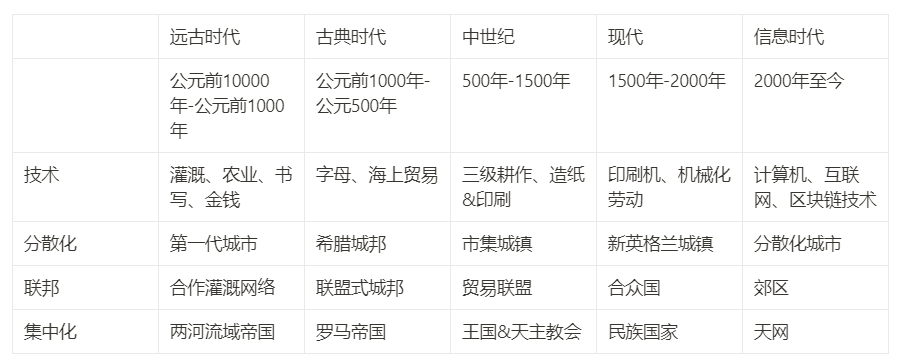 远古时代 古典时代 中世纪 现代 信息时代
公元前10000年-公元前1000年 公元前1000年-公元500年 500年-1500年 1500年-2000年 2000年至今
技术 灌溉、农业、书写、金钱 字母、海上贸易 三级耕作、造纸&印刷 印刷机、机械化劳动 计算机、互联网、区块链技术
分散化 第一代城市 希腊城邦 市集城镇 新英格兰城镇 分散化城市
联邦 合作灌溉网络 联盟式城邦 贸易联盟 合众国 郊区
集中化 两河流域帝国 罗马帝国 王国&天主教会 民族国家 天网